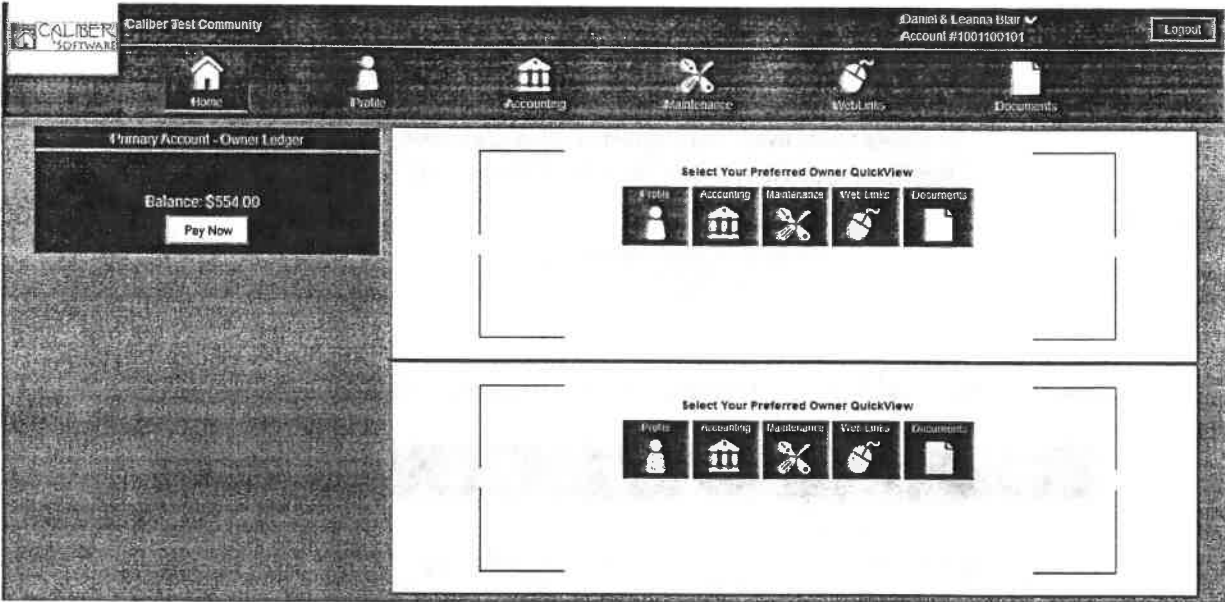 CALIBER
SOFTWARE
Caliber Test Community
Daniel & Leanna Blair
Account #1001100101
Logout
Home
Profile
Accounting
Maintenance
WebLinks
Documents
Primary Account - Owner Ledger
Balance: $554.00
Pay Now
Select Your Preferred Owner QuickView
Profile Accounting Maintenance Web Links Documents
Select Your Preferred Owner QuickView
Profile Accounting Maintenance Web Links Documents